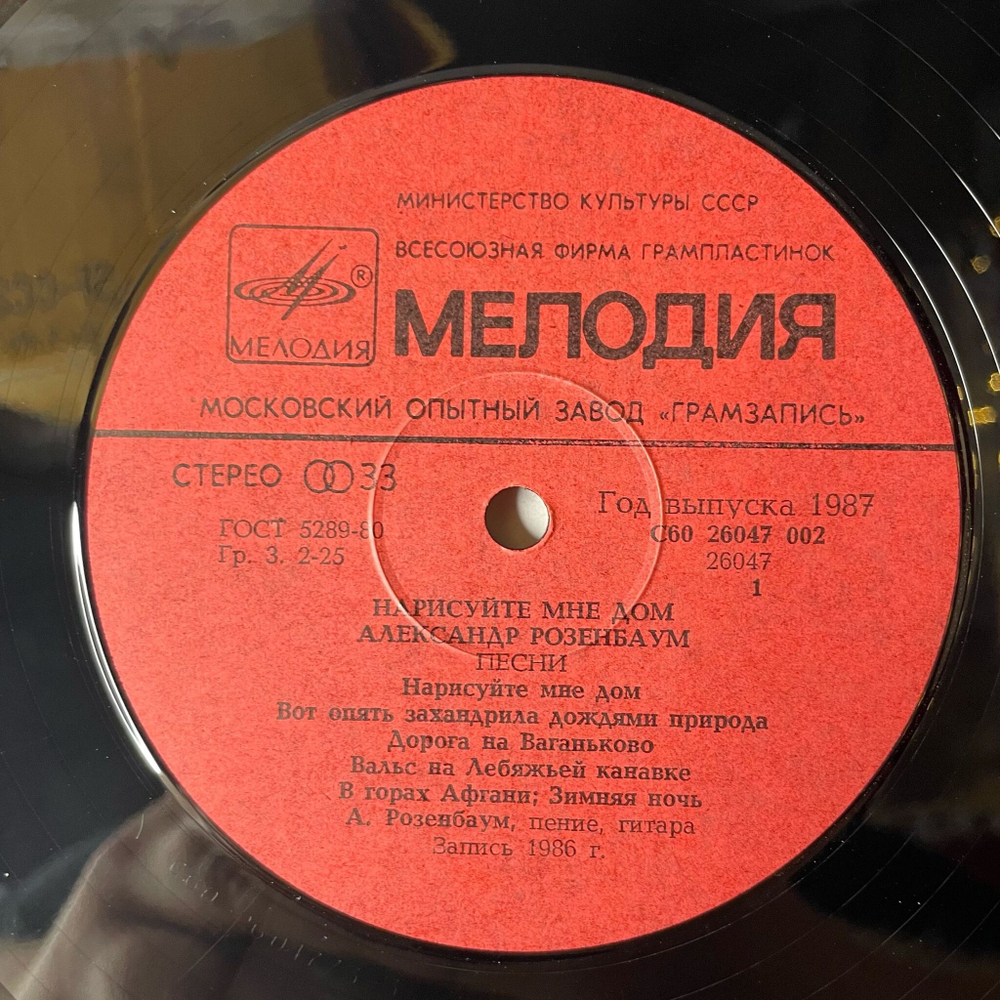 МИНИСТЕРСТВО КУЛЬТУРЫ СССР
ВСЕСОЮЗНАЯ ФИРМА ГРАМПЛАСТИНОК
®
МЕЛОДИЯ
МЕЛОДИЯ
МОСКОВСКИЙ ОПЫТНЫЙ ЗАВОД «ГРАМЗАПИСЬ»
СТЕРЕО 33
Год выпуска 1987
ГОСТ 5289-80
С60 26047 002
Гр. 3. 2-25
26047
1
НАРИСУЙТЕ МНЕ ДОМ
АЛЕКСАНДР РОЗЕНБАУМ
ПЕСНИ
Нарисуйте мне дом
Вот опять захандрила дождями природа
Дорога на Ваганьково
Вальс на Лебяжьей канавке
В горах Афгани; Зимняя ночь
А. Розенбаум, пение, гитара
Запись 1986 г.